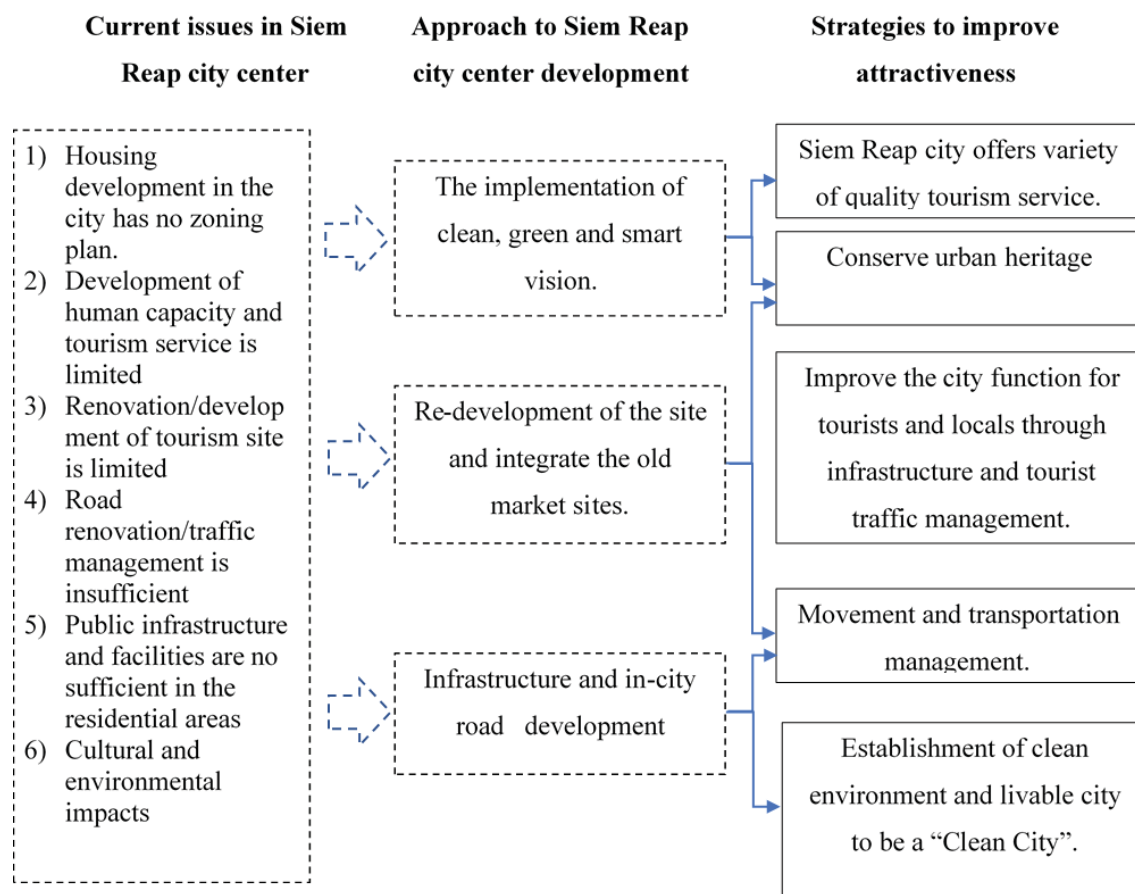 Current issues in Siem
Reap city center
Approach to Siem Reap
city center development
Strategies to improve
attractiveness
1) Housing
development in the
city has no zoning
plan.
2) Development of
human capacity and
tourism service is
limited
3) Renovation/develop
ment of tourism site
is limited
4) Road
renovation/traffic
management is
insufficient
5) Public infrastructure
and facilities are no
sufficient in the
residential areas
6) Cultural and
environmental
impacts
The implementation of
clean, green and smart
vision.
Re-development of the site
and integrate the old
market sites.
Infrastructure and in-city
road development
Siem Reap city offers variety
of quality tourism service.
Conserve urban heritage
Improve the city function for
tourists and locals through
infrastructure and tourist
traffic management.
Movement and transportation
management.
Establishment of clean
environment and livable city
to be a “Clean City”.